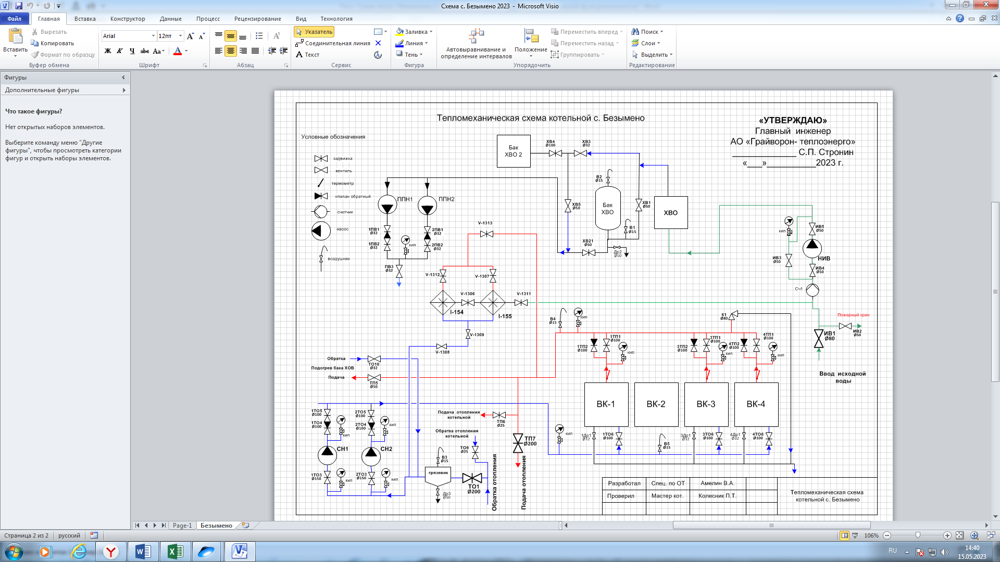 Схема с. Безымено 2023 - Microsoft Visio
Файл
Главная
Вставка
Конструктор
Данные
Процесс
Рецензирование
Вид
Технология
Вставить
Вырезать
Копировать
Формат по образцу
Буфер обмена
Arial
12пт
Ж К Ч abc Aa
Шрифт
Абзац
Указатель
Соединительная линия
Текст
Сервис
Заливка
Линия
Тень
Фигура
Автовыравнивание и
определение интервалов
Положение
Переместить вперед
Переместить назад
Группировать
Упорядочить
Поиск
Слои
Выделить
Редактирование
Фигуры
Дополнительные фигуры
Что такое фигуры?
Нет открытых наборов элементов.
Выберите команду меню "Другие
фигуры", чтобы просмотреть категории
фигур и открыть наборы элементов.
Тепломеханическая схема котельной с. Безымено
«УТВЕРЖДАЮ»
Главный инженер
АО «Грайворон- теплоэнерго»
_____________ С.П. Стронин
«___»__________2023 г.
Условные обозначения
задвижка
вентиль
термометр
клапан обратный
счетчик
насос
воздушник
Бак
ХВО 2
ХВ4
Ø100
ХВ3
Ø32
В2
Ø15
Бак
ХВО
ХВ5
Ø50
ХВ1
Ø50
ХВО
В1
Ø15
ХВ21
Ø50
Др2
Ø50
ППН1
ППН2
1ПВ1
Ø32
2ПВ1
Ø32
1ПВ2
Ø32
кип
2ПВ2
Ø32
ПВ3
Ø32
V-1313
V-1312
V-1307
V-1306
V-1311
I-154
I-155
V-1309
V-1308
кип
ИВ5
Ø50
НИВ
ИВ3
Ø50
ИВ4
Ø50
Сч1
Пожарный кран
ИВ1
Ø80
ИВ2
Ø50
Ввод исходной
воды
В4
Ø15
кип
К1
Ø80
1ТП1
Ø100
1ТП2
Ø100
кип
3ТП1
Ø100
3ТП2
Ø100
кип
4ТП1
Ø100
4ТП2
Ø100
кип
Обратка
ТО10
Ø32
Подогрев бака ХОВ
Подача
ТП5
Ø50
ВК-1
ВК-2
ВК-3
ВК-4
1ТО5
Ø100
1ТО4
Ø100
кип
2ТО5
Ø100
2ТО4
Ø100
кип
СН1
СН2
1ТО3
Ø150
кип
2ТО3
Ø150
кип
Подача отопления
котельной
ТП6
Ø25
Обратка отопления
котельной
ТО9
Ø25
ТП7
Ø200
кип
1Др1
Ø32
1ТО6
Ø100
В5
Ø15
3Др1
Ø32
3ТО6
Ø100
4Др1
Ø32
4ТО6
Ø100
В3
Ø15
грязевик
Др3
Ø50
ТО1
Ø200
Обратка отопления
Подача отопления
Разработал
Спец. по ОТ
Амелин В.А.
Проверил
Мастер кот.
Колесник П.Т.
Тепломеханическая схема
котельной с. Безымено
Page-1
Безымено
Страница 2 из 2
русский
106%
RU
14:40
15.05.2023